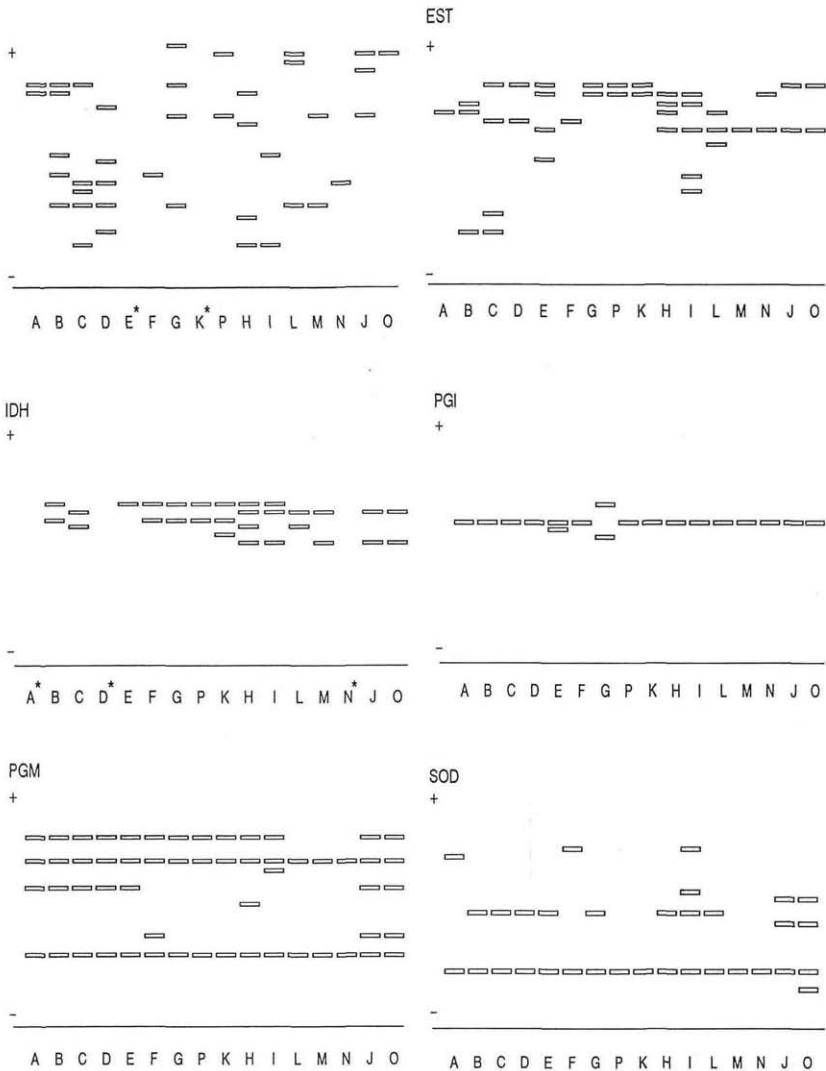 EST
+
+
−
−
A B C D E* F G K* P H I L M N J O
A B C D E F G P K H I L M N J O
IDH
+
PGI
+
−
−
A* B C D* E F G P K H I L M N* J O
A B C D E F G P K H I L M N J O
PGM
+
SOD
+
−
−
A B C D E F G P K H I L M N J O
A B C D E F G P K H I L M N J O